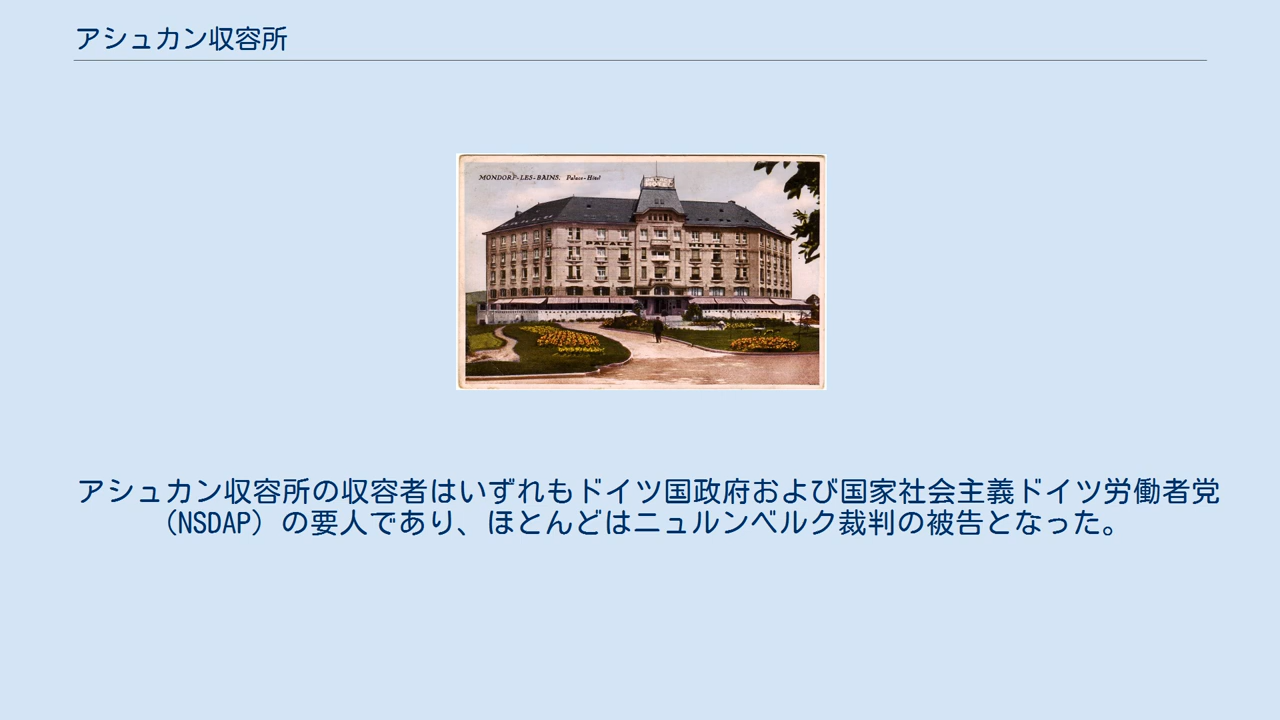 アシュカン収容所
MONDORF-LES-BAINS. Palace-Hôtel
PALACE HOTEL
アシュカン収容所の収容者はいずれもドイツ国政府および国家社会主義ドイツ労働者党
（NSDAP）の要人であり、ほとんどはニュルンベルク裁判の被告となった。